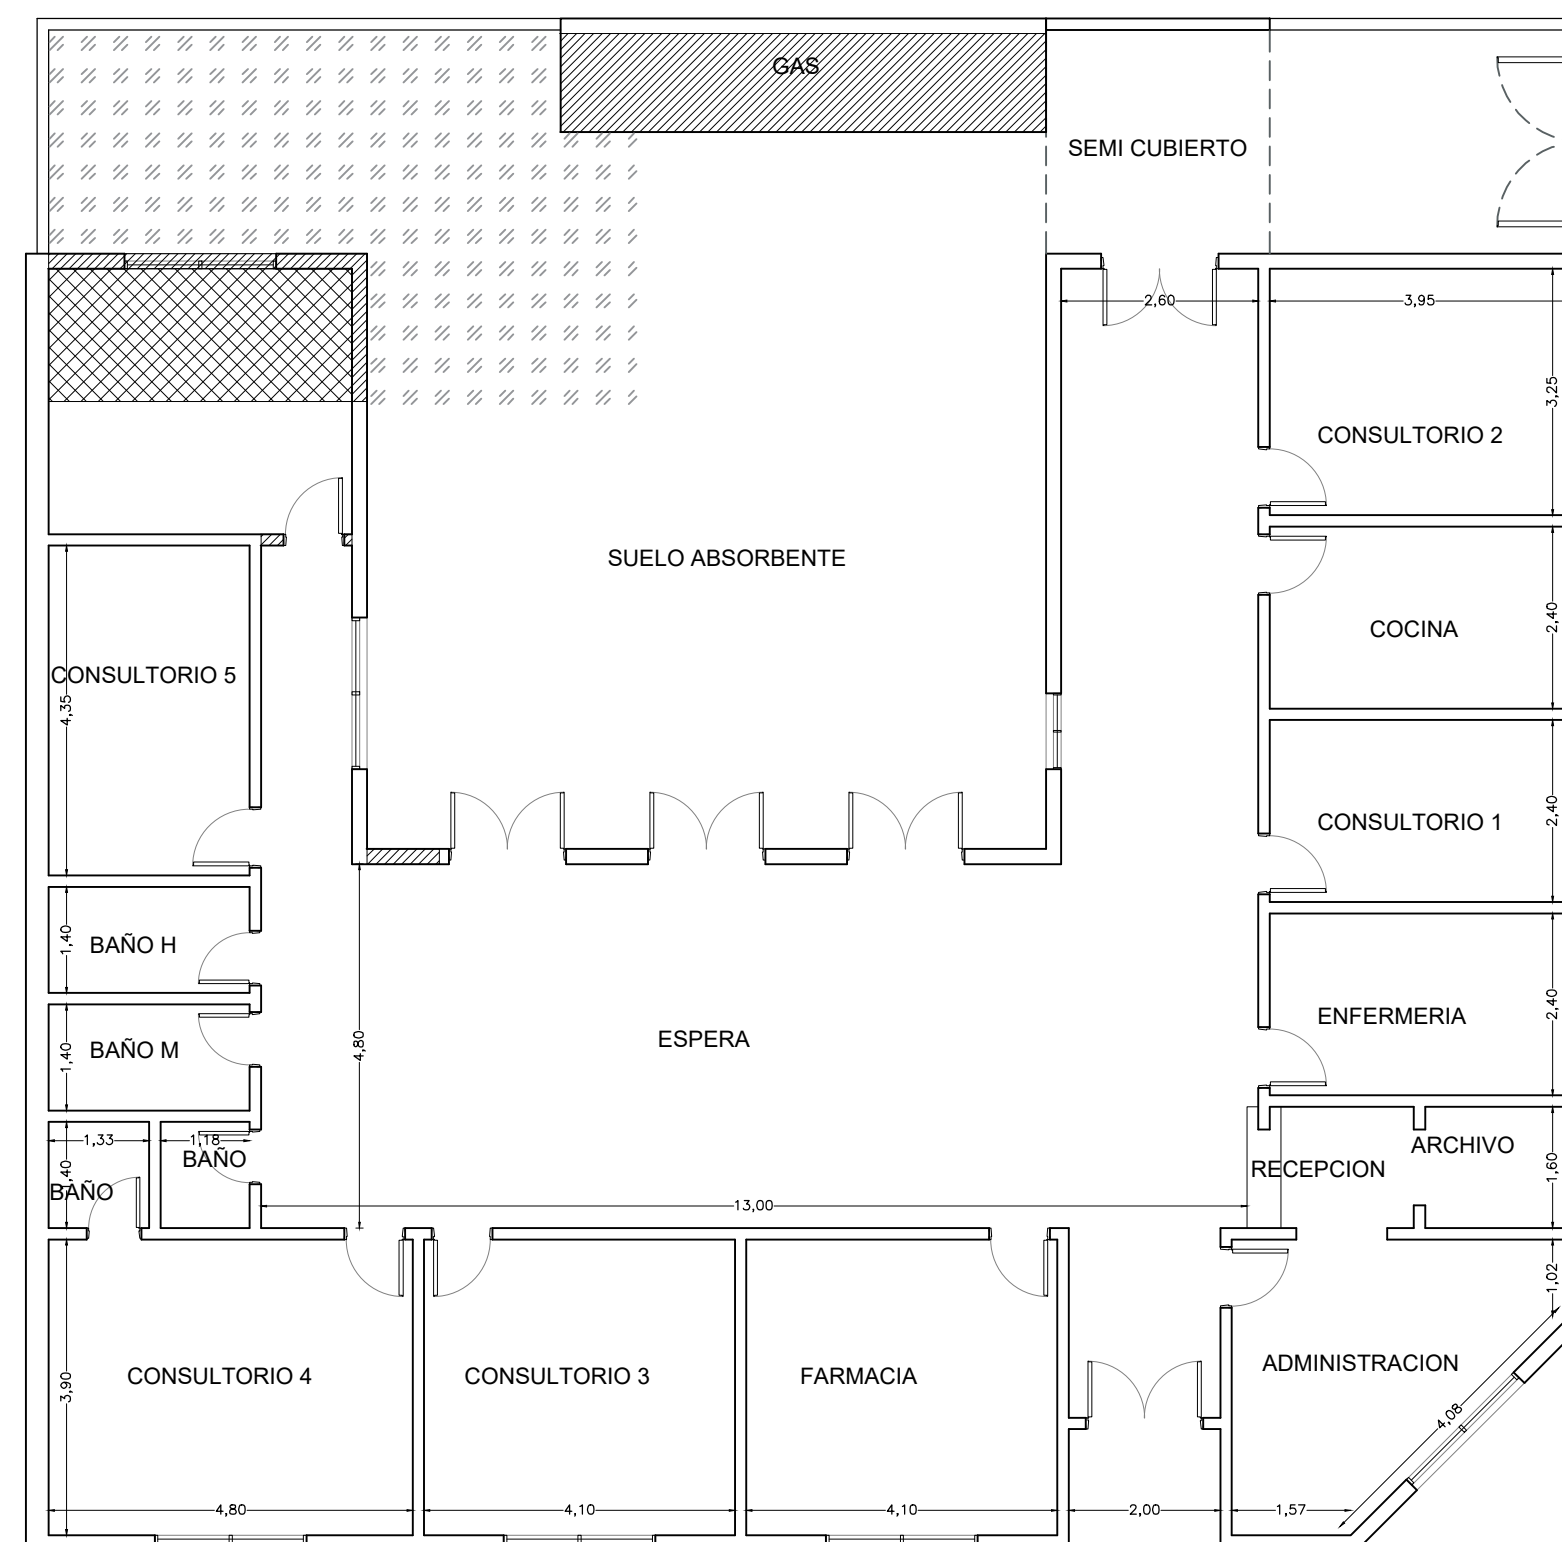 GAS
SEMI CUBIERTO
2,60
3,95
3,25
CONSULTORIO 2
SUELO ABSORBENTE
2,40
COCINA
CONSULTORIO 5
4,35
2,40
CONSULTORIO 1
1,40
BAÑO H
2,40
ENFERMERIA
1,40
BAÑO M
4,80
ESPERA
1,33
1,18
BAÑO
1,40
BAÑO
ARCHIVO
RECEPCION
1,60
13,00
1,02
ADMINISTRACION
CONSULTORIO 4
CONSULTORIO 3
FARMACIA
3,90
4,08
4,80
4,10
4,10
2,00
1,57